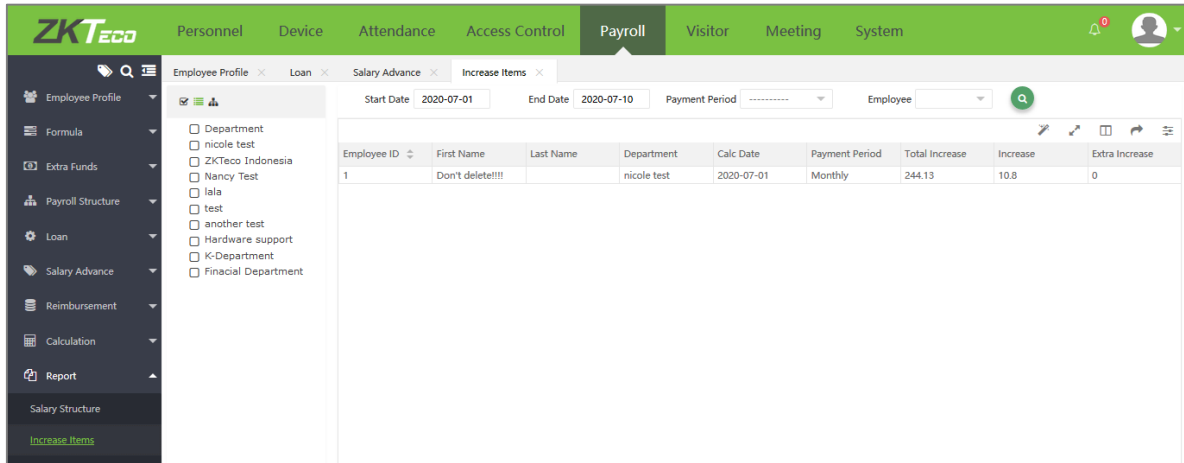 ZKTECO
Personnel Device Attendance Access Control Payroll Visitor Meeting System 0
Employee Profile Loan Salary Advance Increase Items
Employee Profile
Formula
Extra Funds
Payroll Structure
Loan
Salary Advance
Reimbursement
Calculation
Report
Salary Structure
Increase Items
Department
nicole test
ZKTeco Indonesia
Nancy Test
lala
test
another test
Hardware support
K-Department
Finacial Department
Start Date 2020-07-01 End Date 2020-07-10 Payment Period ---------- Employee
Employee ID First Name Last Name Department Calc Date Payment Period Total Increase Increase Extra Increase
1 Don't delete!!!! nicole test 2020-07-01 Monthly 244.13 10.8 0